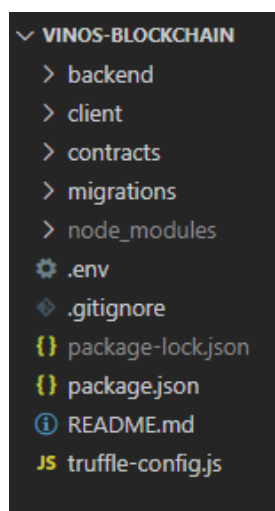 VINOS-BLOCKCHAIN
backend
client
contracts
migrations
node_modules
.env
.gitignore
{} package-lock.json
{} package.json
README.md
JS truffle-config.js